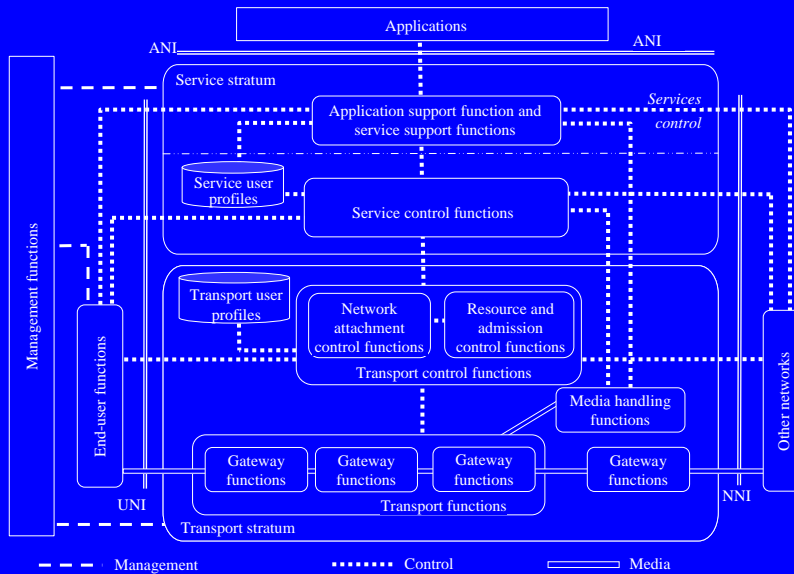 Applications
ANI
ANI
Service stratum
Application support function and
service support functions
Services
control
Service user
profiles
Service control functions
Management functions
Transport user
profiles
Network
attachment
control functions
Resource and
admission
control functions
Transport control functions
End-user functions
Other networks
Media handling
functions
Gateway
functions
Gateway
functions
Gateway
functions
Gateway
functions
Transport functions
UNI
NNI
Transport stratum
Management
Control
Media